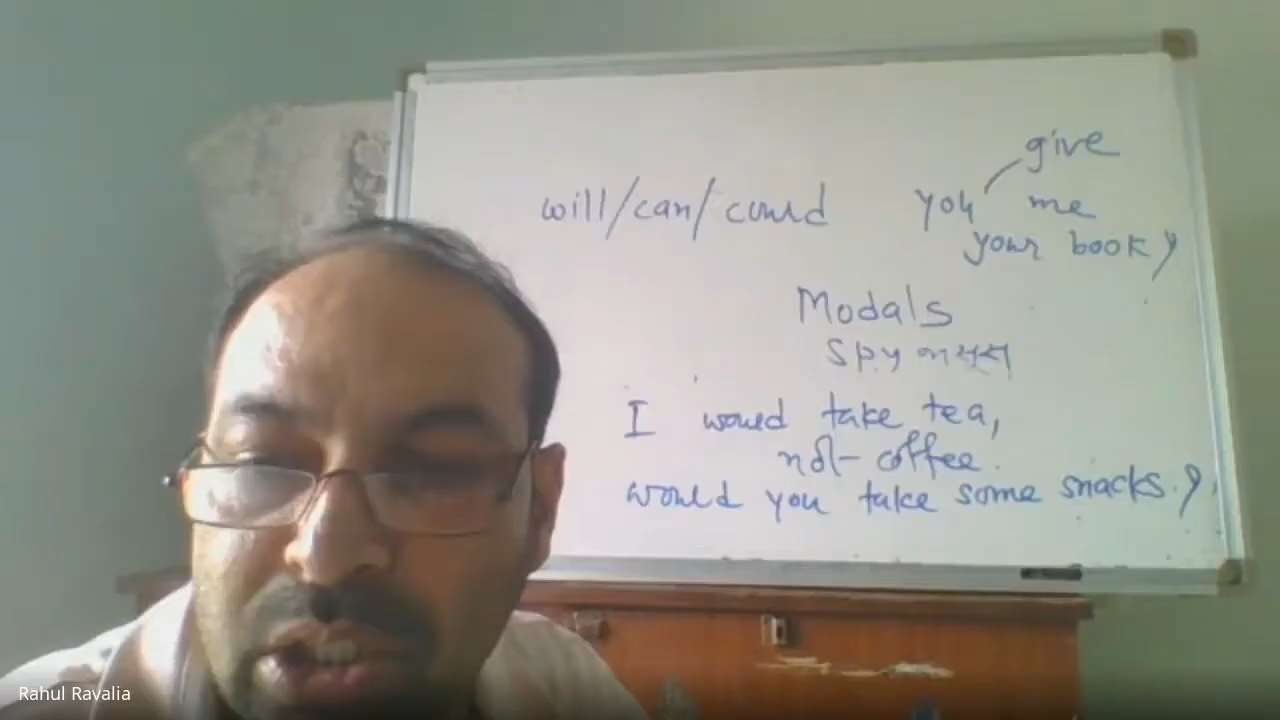 give
will/can/could you me
your book?
Modals
Spy
I would take tea,
not coffee.
would you take some snacks?
Rahul Ravalia